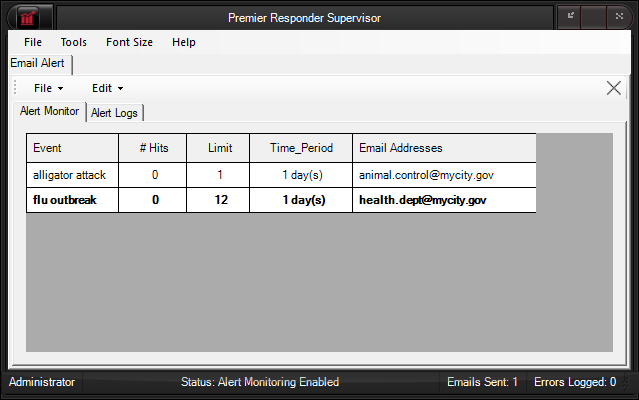 Premier Responder Supervisor
File Tools Font Size Help
Email Alert
File Edit
Alert Monitor Alert Logs
Event # Hits Limit Time_Period Email Addresses
alligator attack 0 1 1 day(s) animal.control@mycity.gov
flu outbreak 0 12 1 day(s) health.dept@mycity.gov
Administrator Status: Alert Monitoring Enabled Emails Sent: 1 Errors Logged: 0